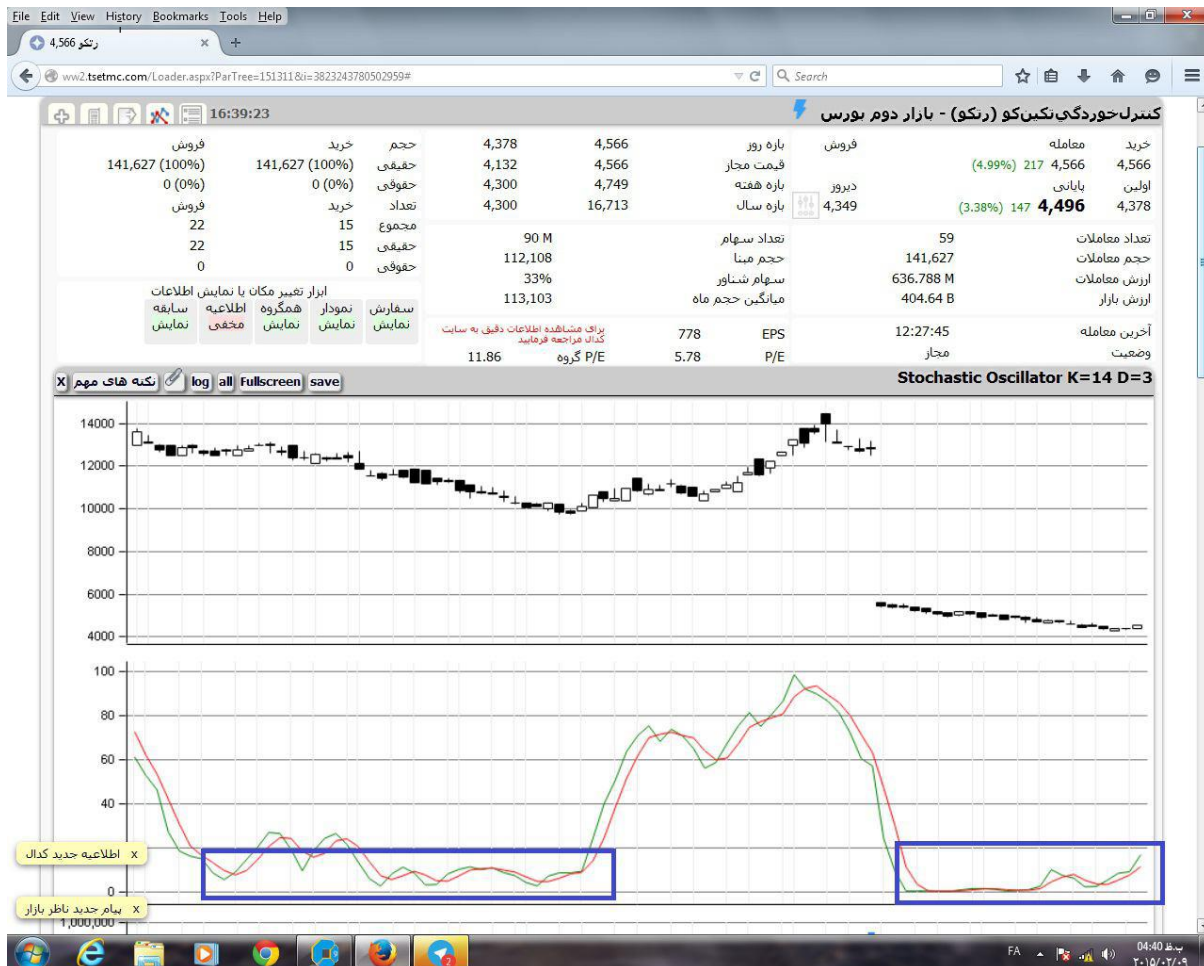 File Edit View History Bookmarks Tools Help
رتكو 4,566 × +
ww2.tsetmc.com/Loader.aspx?ParTree=151311&i=3823243780502959#
Search
كنترل‌خوردگي‌تكين‌كو (رتكو) - بازار دوم بورس
16:39:23
خرید معامله فروش
4,566 4,566 217 (4.99%)
اولین پایانی دیروز
4,378 4,496 147 (3.38%) 4,349
تعداد معاملات 59
حجم معاملات 141,627
ارزش معاملات 636.788 M
ارزش بازار 404.64 B
آخرین معامله 12:27:45
وضعیت مجاز
بازه روز 4,566 4,378
قیمت مجاز 4,566 4,132
بازه هفته 4,749 4,300
بازه سال 16,713 4,300
تعداد سهام 90 M
حجم مبنا 112,108
سهام شناور 33%
میانگین حجم ماه 113,103
EPS 778
برای مشاهده اطلاعات دقیق به سایت
کدال مراجعه فرمایید
P/E 5.78
P/E گروه 11.86
حجم خرید فروش
حقیقی 141,627 (100%) 141,627 (100%)
حقوقی 0 (0%) 0 (0%)
تعداد خرید فروش
مجموع 15 22
حقیقی 15 22
حقوقی 0 0
ابزار تغییر مکان یا نمایش اطلاعات
سفارش نمودار همگروه اطلاعیه سابقه
نمایش نمایش نمایش مخفی نمایش
Stochastic Oscillator K=14 D=3
X نکته های مهم log all Fullscreen save
14000
12000
10000
8000
6000
4000
100
80
60
40
0
1,000,000
x اطلاعیه جدید کدال
x پیام جدید ناظر بازار
2
FA
04:40 ب.ظ
۲۰۱۵/۰۲/۰۹